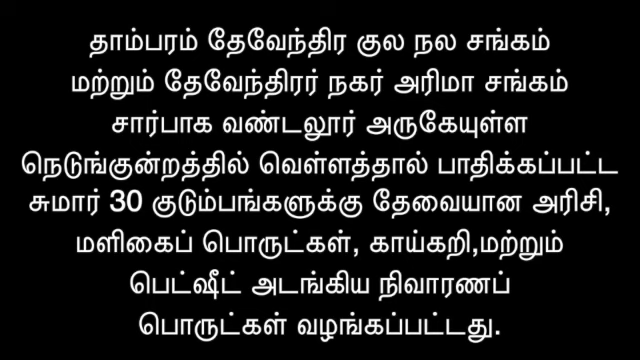 தாம்பரம் தேவேந்திர குல நல சங்கம்
மற்றும் தேவேந்திரர் நகர் அரிமா சங்கம்
சார்பாக வண்டலூர் அருகேயுள்ள
நெடுங்குன்றத்தில் வெள்ளத்தால் பாதிக்கப்பட்ட
சுமார் 30 குடும்பங்களுக்கு தேவையான அரிசி,
மளிகைப் பொருட்கள், காய்கறி,மற்றும்
பெட்ஷீட் அடங்கிய நிவாரணப்
பொருட்கள் வழங்கப்பட்டது.